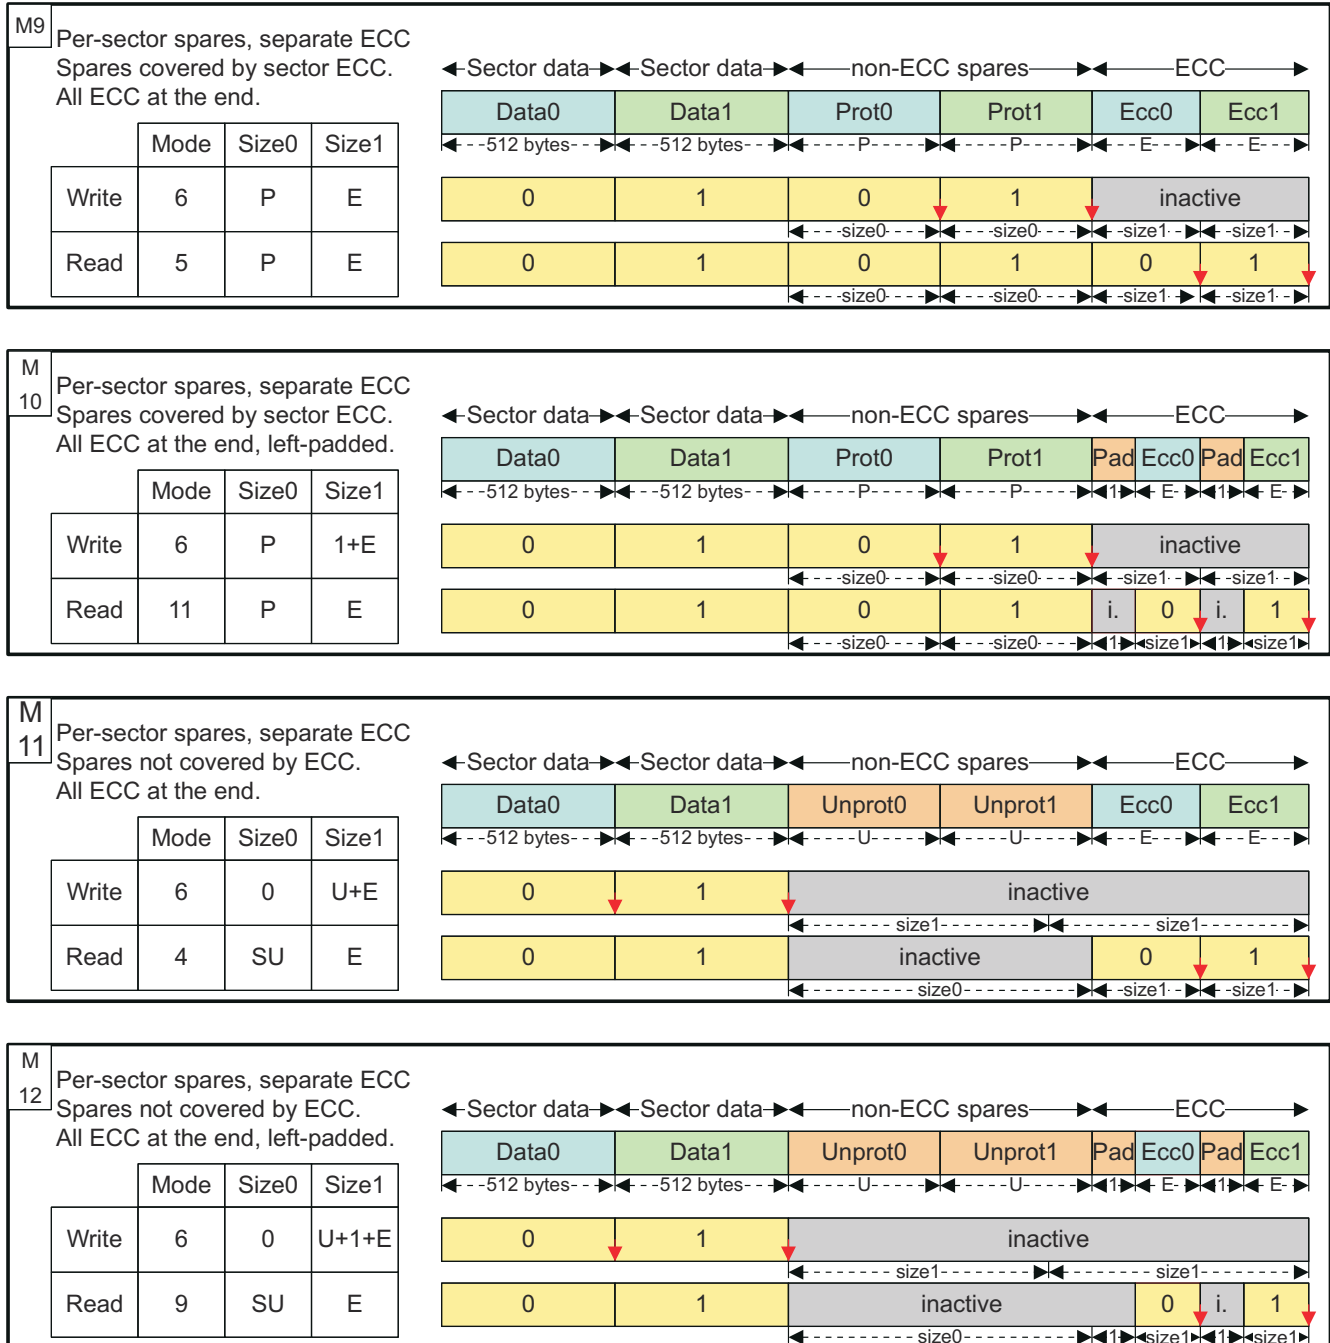 M9
Per-sector spares, separate ECC
Spares covered by sector ECC.
All ECC at the end.
Sector data Sector data non-ECC spares ECC
Data0 Data1 Prot0 Prot1 Ecc0 Ecc1
512 bytes 512 bytes P P E E
Mode Size0 Size1
Write 6 P E
0 1 0 1 inactive
size0 size0 size1 size1
Read 5 P E
0 1 0 1 0 1
size0 size0 size1 size1
M
10
Per-sector spares, separate ECC
Spares covered by sector ECC.
All ECC at the end, left-padded.
Sector data Sector data non-ECC spares ECC
Data0 Data1 Prot0 Prot1 Pad Ecc0 Pad Ecc1
512 bytes 512 bytes P P 1 E 1 E
Mode Size0 Size1
Write 6 P 1+E
0 1 0 1 inactive
size0 size0 size1 size1
Read 11 P E
0 1 0 1 i. 0 i. 1
size0 size0 1 size1 1 size1
M
11
Per-sector spares, separate ECC
Spares not covered by ECC.
All ECC at the end.
Sector data Sector data non-ECC spares ECC
Data0 Data1 Unprot0 Unprot1 Ecc0 Ecc1
512 bytes 512 bytes U U E E
Mode Size0 Size1
Write 6 0 U+E
0 1 inactive
size1 size1
Read 4 SU E
0 1 inactive 0 1
size0 size1 size1
M
12
Per-sector spares, separate ECC
Spares not covered by ECC.
All ECC at the end, left-padded.
Sector data Sector data non-ECC spares ECC
Data0 Data1 Unprot0 Unprot1 Pad Ecc0 Pad Ecc1
512 bytes 512 bytes U U 1 E 1 E
Mode Size0 Size1
Write 6 0 U+1+E
0 1 inactive
size1 size1
Read 9 SU E
0 1 inactive 0 i. 1
size0 1 size1 1 size1